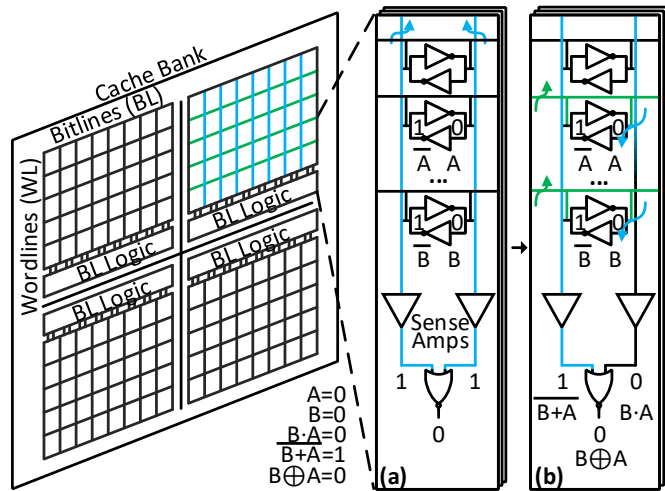 Cache Bank
Bitlines (BL)
Wordlines (WL)
BL Logic
BL Logic
BL Logic
BL Logic
A=0
B=0
B·A=0
B̅+̅A̅=1
B⊕A=0
1 0
A̅ A
...
1 0
B̅ B
Sense
Amps
1 1
0
(a)
1 0
A̅ A
...
1 0
B̅ B
1 0
B̅+̅A̅ B·A
0
B⊕A
(b)